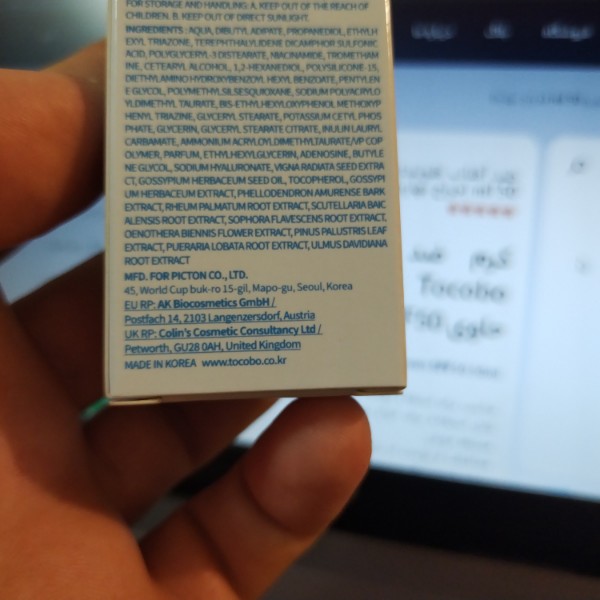 FOR STORAGE AND HANDLING: A. KEEP OUT OF THE REACH OF
CHILDREN. B. KEEP OUT OF DIRECT SUNLIGHT.
INGREDIENTS: AQUA, DIBUTYL ADIPATE, PROPANEDIOL, ETHYLH
EXYL TRIAZONE, TEREPHTHALYLIDENE DICAMPHOR SULFONIC
ACID, POLYGLYCERYL-3 DISTEARATE, NIACINAMIDE, TROMETHAM
INE, CETEARYL ALCOHOL, 1,2-HEXANEDIOL, POLYSILICONE-15,
DIETHYLAMINO HYDROXYBENZOYL HEXYL BENZOATE, PENTYLEN
E GLYCOL, POLYMETHYLSILSESQUIOXANE, SODIUM POLYACRYLO
YLDIMETHYL TAURATE, BIS-ETHYLHEXYLOXYPHENOL METHOXYP
HENYL TRIAZINE, GLYCERYL STEARATE, POTASSIUM CETYL PHOS
PHATE, GLYCERIN, GLYCERYL STEARATE CITRATE, INULIN LAURYL
CARBAMATE, AMMONIUM ACRYLOYLDIMETHYLTAURATE/VP COP
OLYMER, PARFUM, ETHYLHEXYLGLYCERIN, ADENOSINE, BUTYLE
NE GLYCOL, SODIUM HYALURONATE, VIGNA RADIATA SEED EXTRA
CT, GOSSYPIUM HERBACEUM SEED OIL, TOCOPHEROL, GOSSYPI
UM HERBACEUM EXTRACT, PHELLODENDRON AMURENSE BARK
EXTRACT, RHEUM PALMATUM ROOT EXTRACT, SCUTELLARIA BAIC
ALENSIS ROOT EXTRACT, SOPHORA FLAVESCENS ROOT EXTRACT,
OENOTHERA BIENNIS FLOWER EXTRACT, PINUS PALUSTRIS LEAF
EXTRACT, PUERARIA LOBATA ROOT EXTRACT, ULMUS DAVIDIANA
ROOT EXTRACT
MFD. FOR PICTON CO., LTD.
45, World Cup buk-ro 15-gil, Mapo-gu, Seoul, Korea
EU RP: AK Biocosmetics GmbH /
Postfach 14, 2103 Langenzersdorf, Austria
UK RP: Colin's Cosmetic Consultancy Ltd /
Petworth, GU28 0AH, United Kingdom
MADE IN KOREA www.tocobo.co.kr
کرم ضد
Tocobo
حاوی